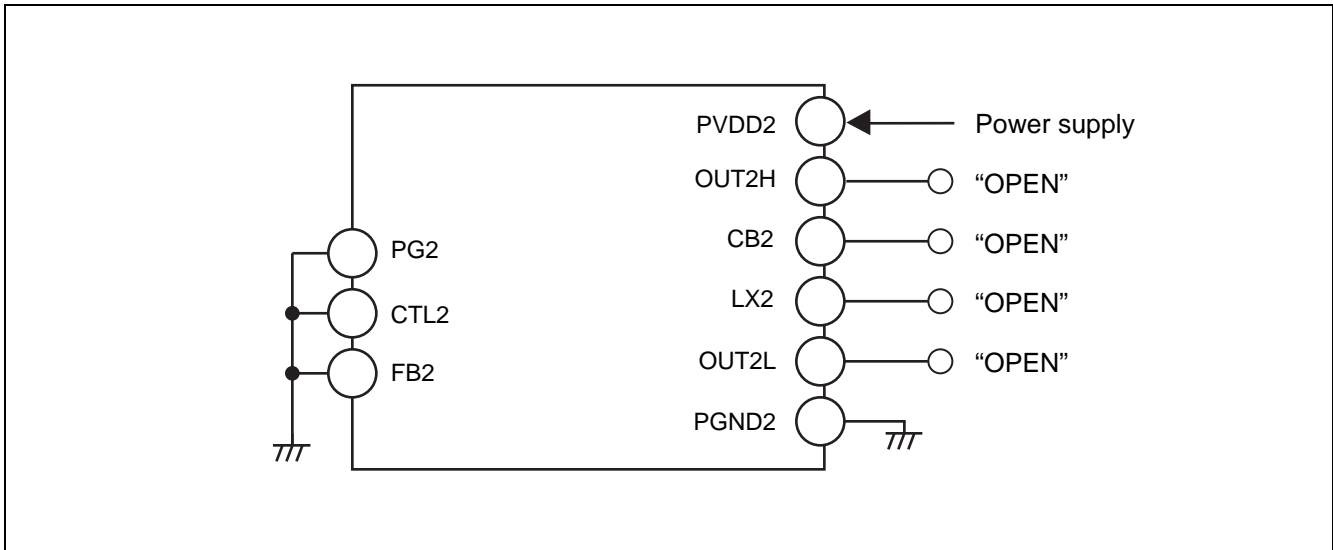 PVDD2 Power supply
OUT2H “OPEN”
CB2 “OPEN”
PG2
LX2 “OPEN”
CTL2
OUT2L “OPEN”
FB2
PGND2